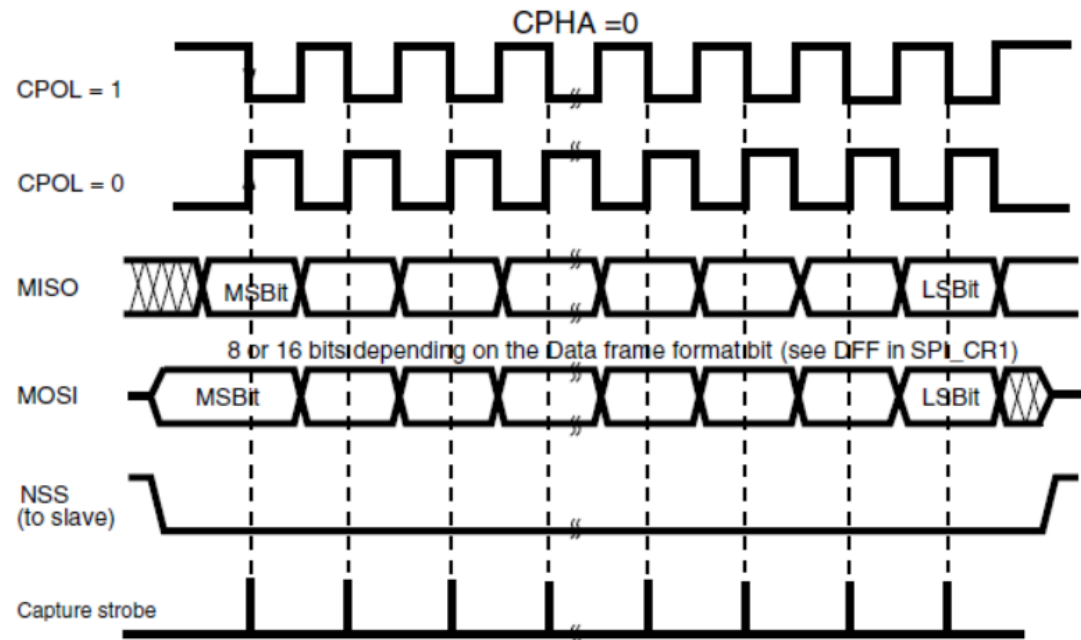 CPHA =0
CPOL = 1
CPOL = 0
MISO
MSBit
LSBit
8 or 16 bits depending on the Data frame format bit (see DFF in SPI_CR1)
MOSI
MSBit
LSBit
NSS
(to slave)
Capture strobe